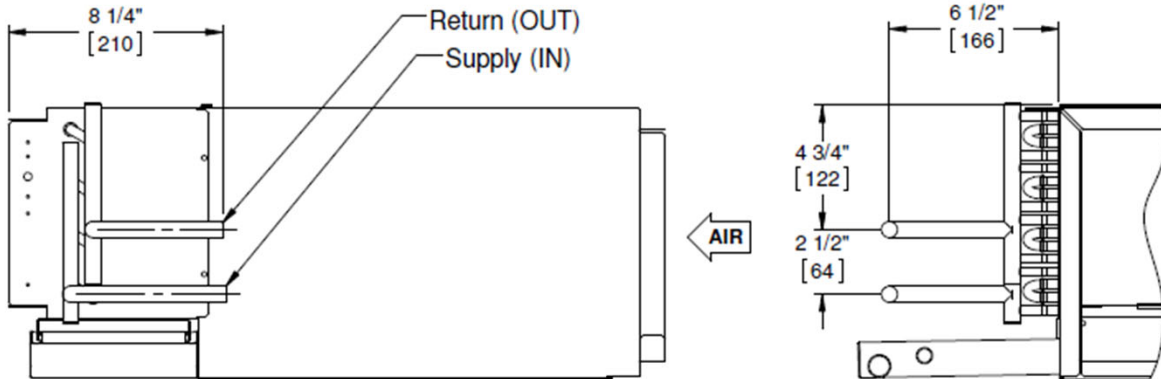 8 1/4"
[210]
Return (OUT)
Supply (IN)
AIR
6 1/2"
[166]
4 3/4"
[122]
2 1/2"
[64]